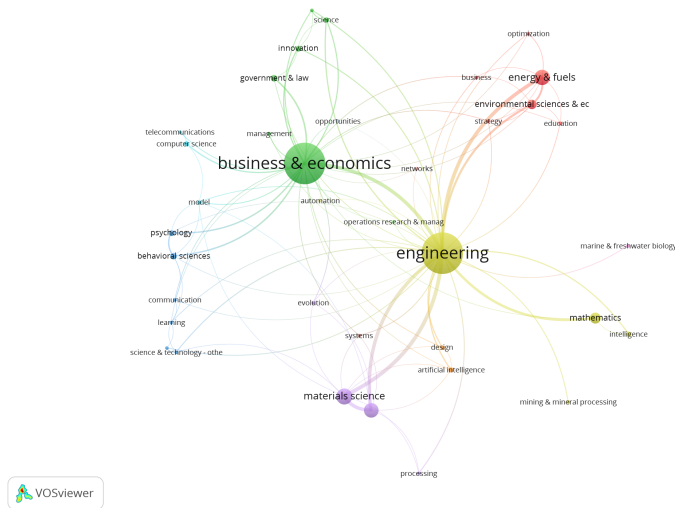 science
optimization
innovation
business
energy & fuels
government & law
environmental sciences & ec
opportunities
strategy
education
telecommunications
management
computer science
business & economics
networks
automation
model
operations research & manag
psychology
marine & freshwater biology
engineering
behavioral sciences
communication
evolution
mathematics
learning
systems
intelligence
science & technology - othe
design
artificial intelligence
materials science
mining & mineral processing
processing
VOSviewer